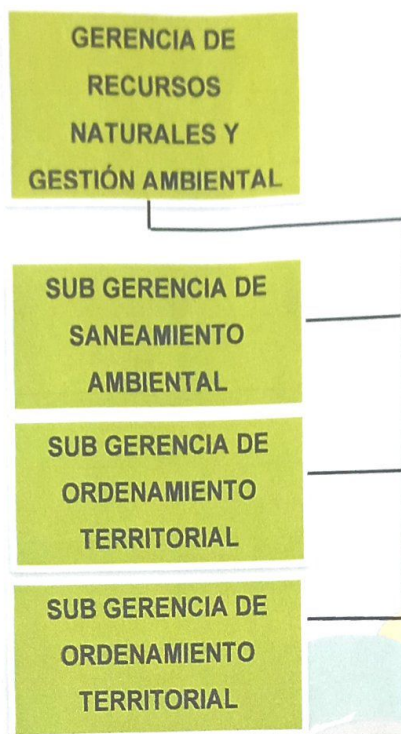 GERENCIA DE
RECURSOS
NATURALES Y
GESTIÓN AMBIENTAL
SUB GERENCIA DE
SANEAMIENTO
AMBIENTAL
SUB GERENCIA DE
ORDENAMIENTO
TERRITORIAL
SUB GERENCIA DE
ORDENAMIENTO
TERRITORIAL